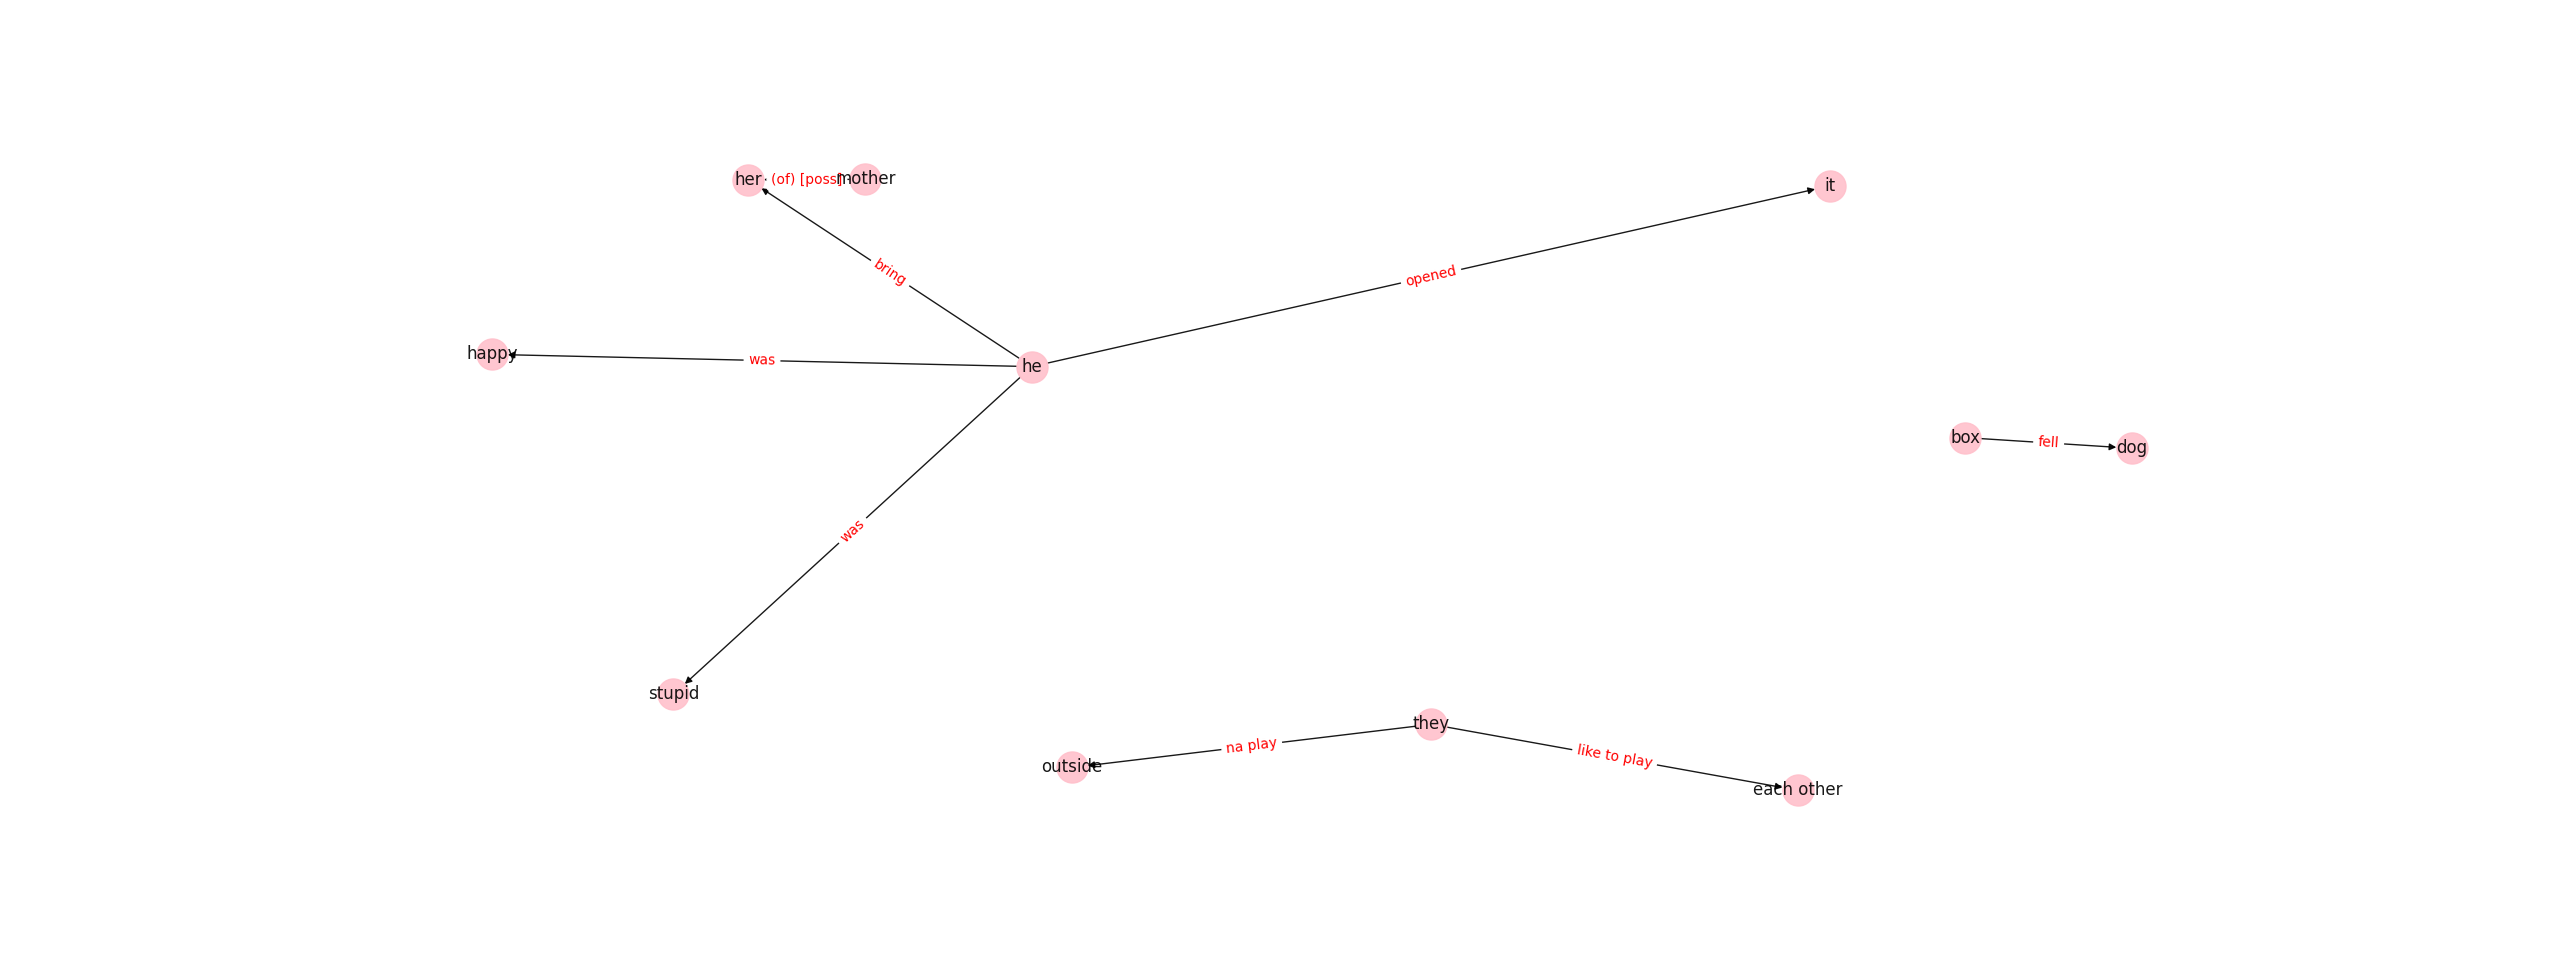 her (of) [poss] mother
it
bring
opened
happy was he
box fell dog
was
stupid
they
na play like to play
outside each other